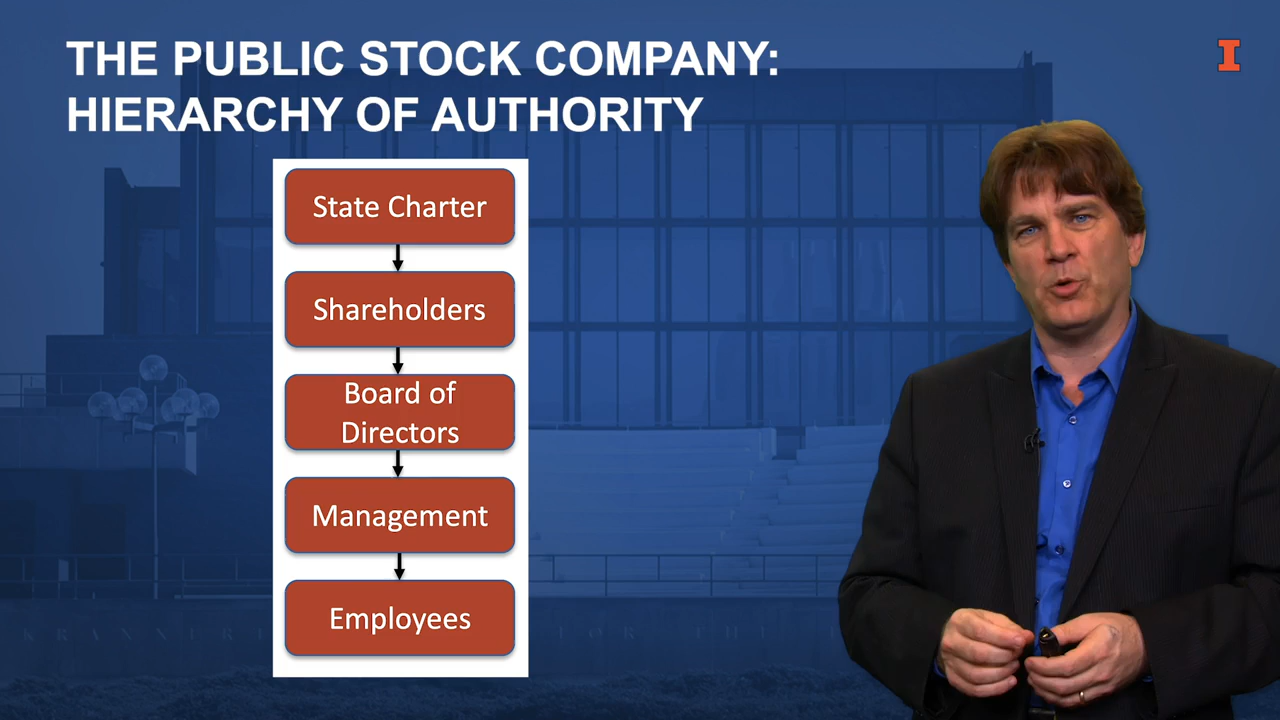 THE PUBLIC STOCK COMPANY:
HIERARCHY OF AUTHORITY
I
State Charter
Shareholders
Board of
Directors
Management
Employees